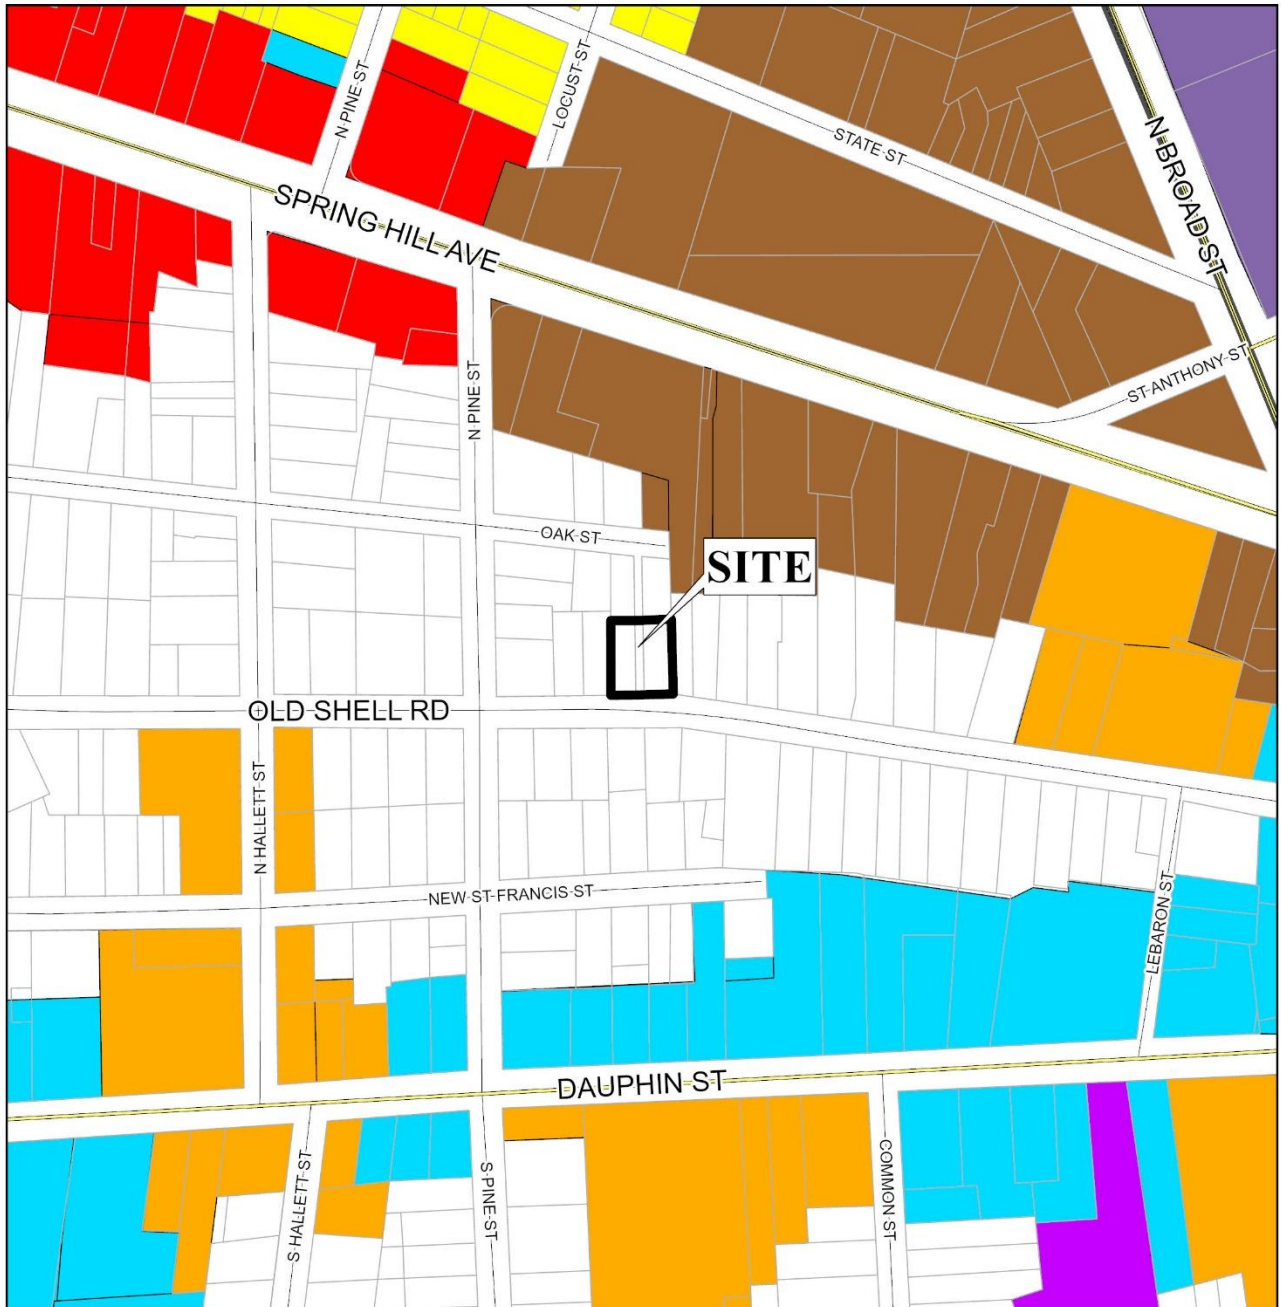 N PINE ST
LOCUST ST
STATE ST
N BROAD ST
SPRING HILL AVE
ST ANTHONY ST
N PINE ST
OAK ST
SITE
OLD SHELL RD
N HALLETT ST
NEW ST FRANCIS ST
LEBARON ST
DAUPHIN ST
S HALLETT ST
S PINE ST
COMMON ST